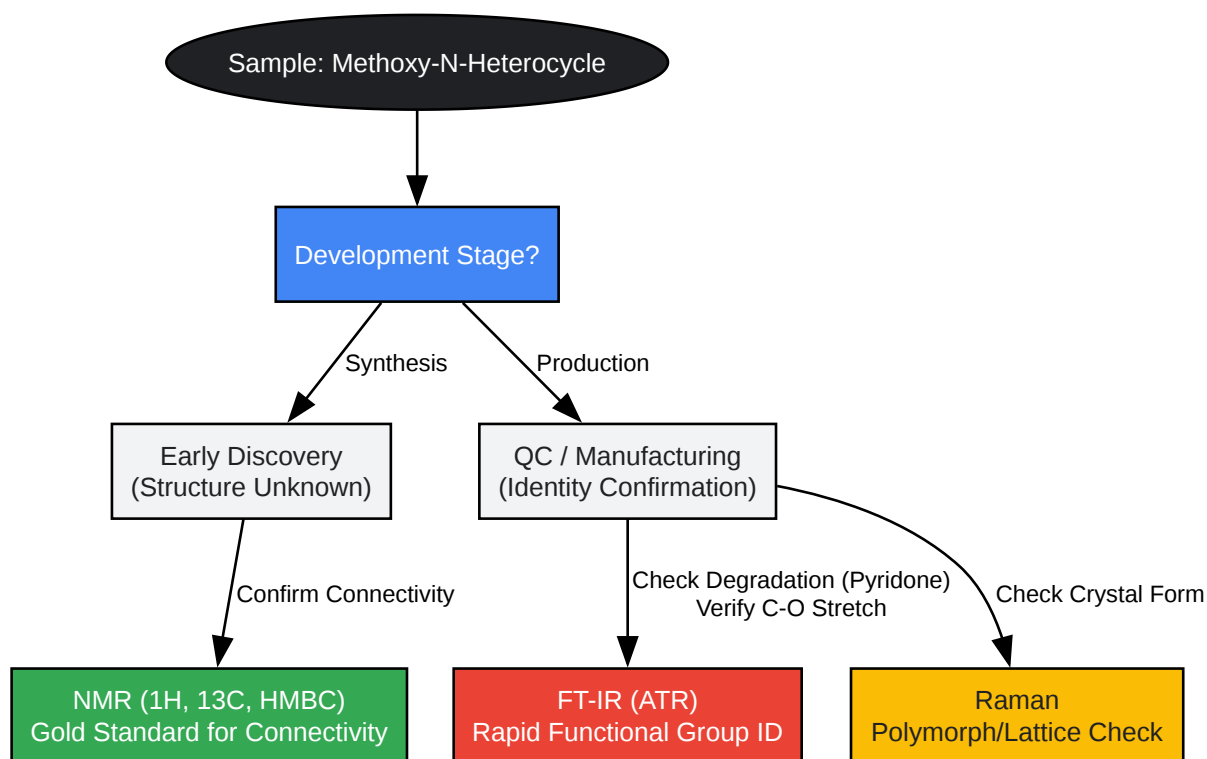 Sample: Methoxy-N-Heterocycle
Development Stage?
Synthesis
Production
Early Discovery
(Structure Unknown)
QC / Manufacturing
(Identity Confirmation)
Confirm Connectivity
Check Degradation (Pyridone)
Verify C-O Stretch
Check Crystal Form
NMR (1H, 13C, HMBC)
Gold Standard for Connectivity
FT-IR (ATR)
Rapid Functional Group ID
Raman
Polymorph/Lattice Check